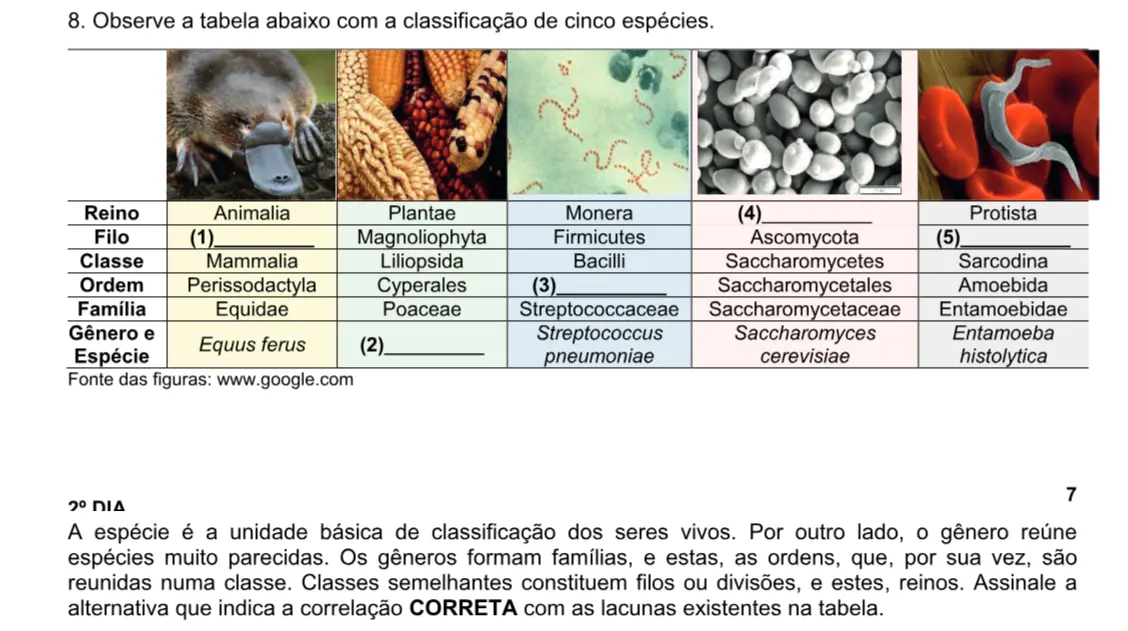 8. Observe a tabela abaixo com a classificação de cinco espécies.
Reino Animalia Plantae Monera (4)___________ Protista
Filo (1)__________ Magnoliophyta Firmicutes Ascomycota (5)___________
Classe Mammalia Liliopsida Bacilli Saccharomycetes Sarcodina
Ordem Perissodactyla Cyperales (3)___________ Saccharomycetales Amoebida
Família Equidae Poaceae Streptococcaceae Saccharomycetaceae Entamoebidae
Gênero e Espécie Equus ferus (2)__________ Streptococcus pneumoniae Saccharomyces cerevisiae Entamoeba histolytica
Fonte das figuras: www.google.com
7
2º DIA
A espécie é a unidade básica de classificação dos seres vivos. Por outro lado, o gênero reúne
espécies muito parecidas. Os gêneros formam famílias, e estas, as ordens, que, por sua vez, são
reunidas numa classe. Classes semelhantes constituem filos ou divisões, e estes, reinos. Assinale a
alternativa que indica a correlação CORRETA com as lacunas existentes na tabela.